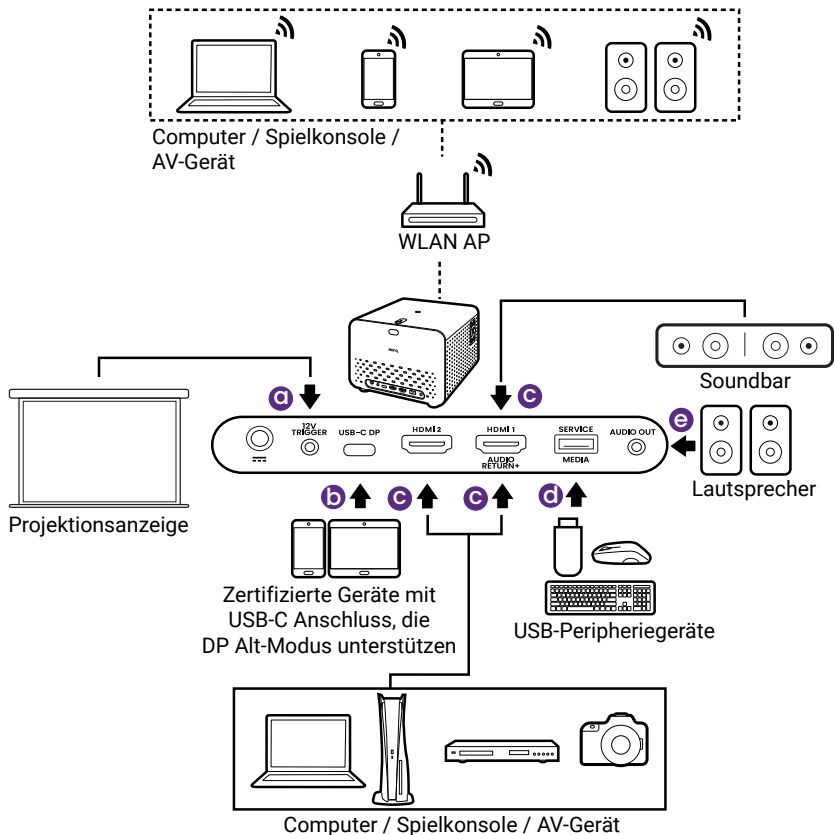 Computer / Spielkonsole /
AV-Gerät
WLAN AP
BenQ
Soundbar
a
c
e
12V
TRIGGER
USB-C DP
HDMI 2
HDMI 1
AUDIO
RETURN+
SERVICE
MEDIA
AUDIO OUT
Projektionsanzeige
Lautsprecher
b
c
c
d
Zertifizierte Geräte mit
USB-C Anschluss, die
DP Alt-Modus unterstützen
USB-Peripheriegeräte
Computer / Spielkonsole / AV-Gerät